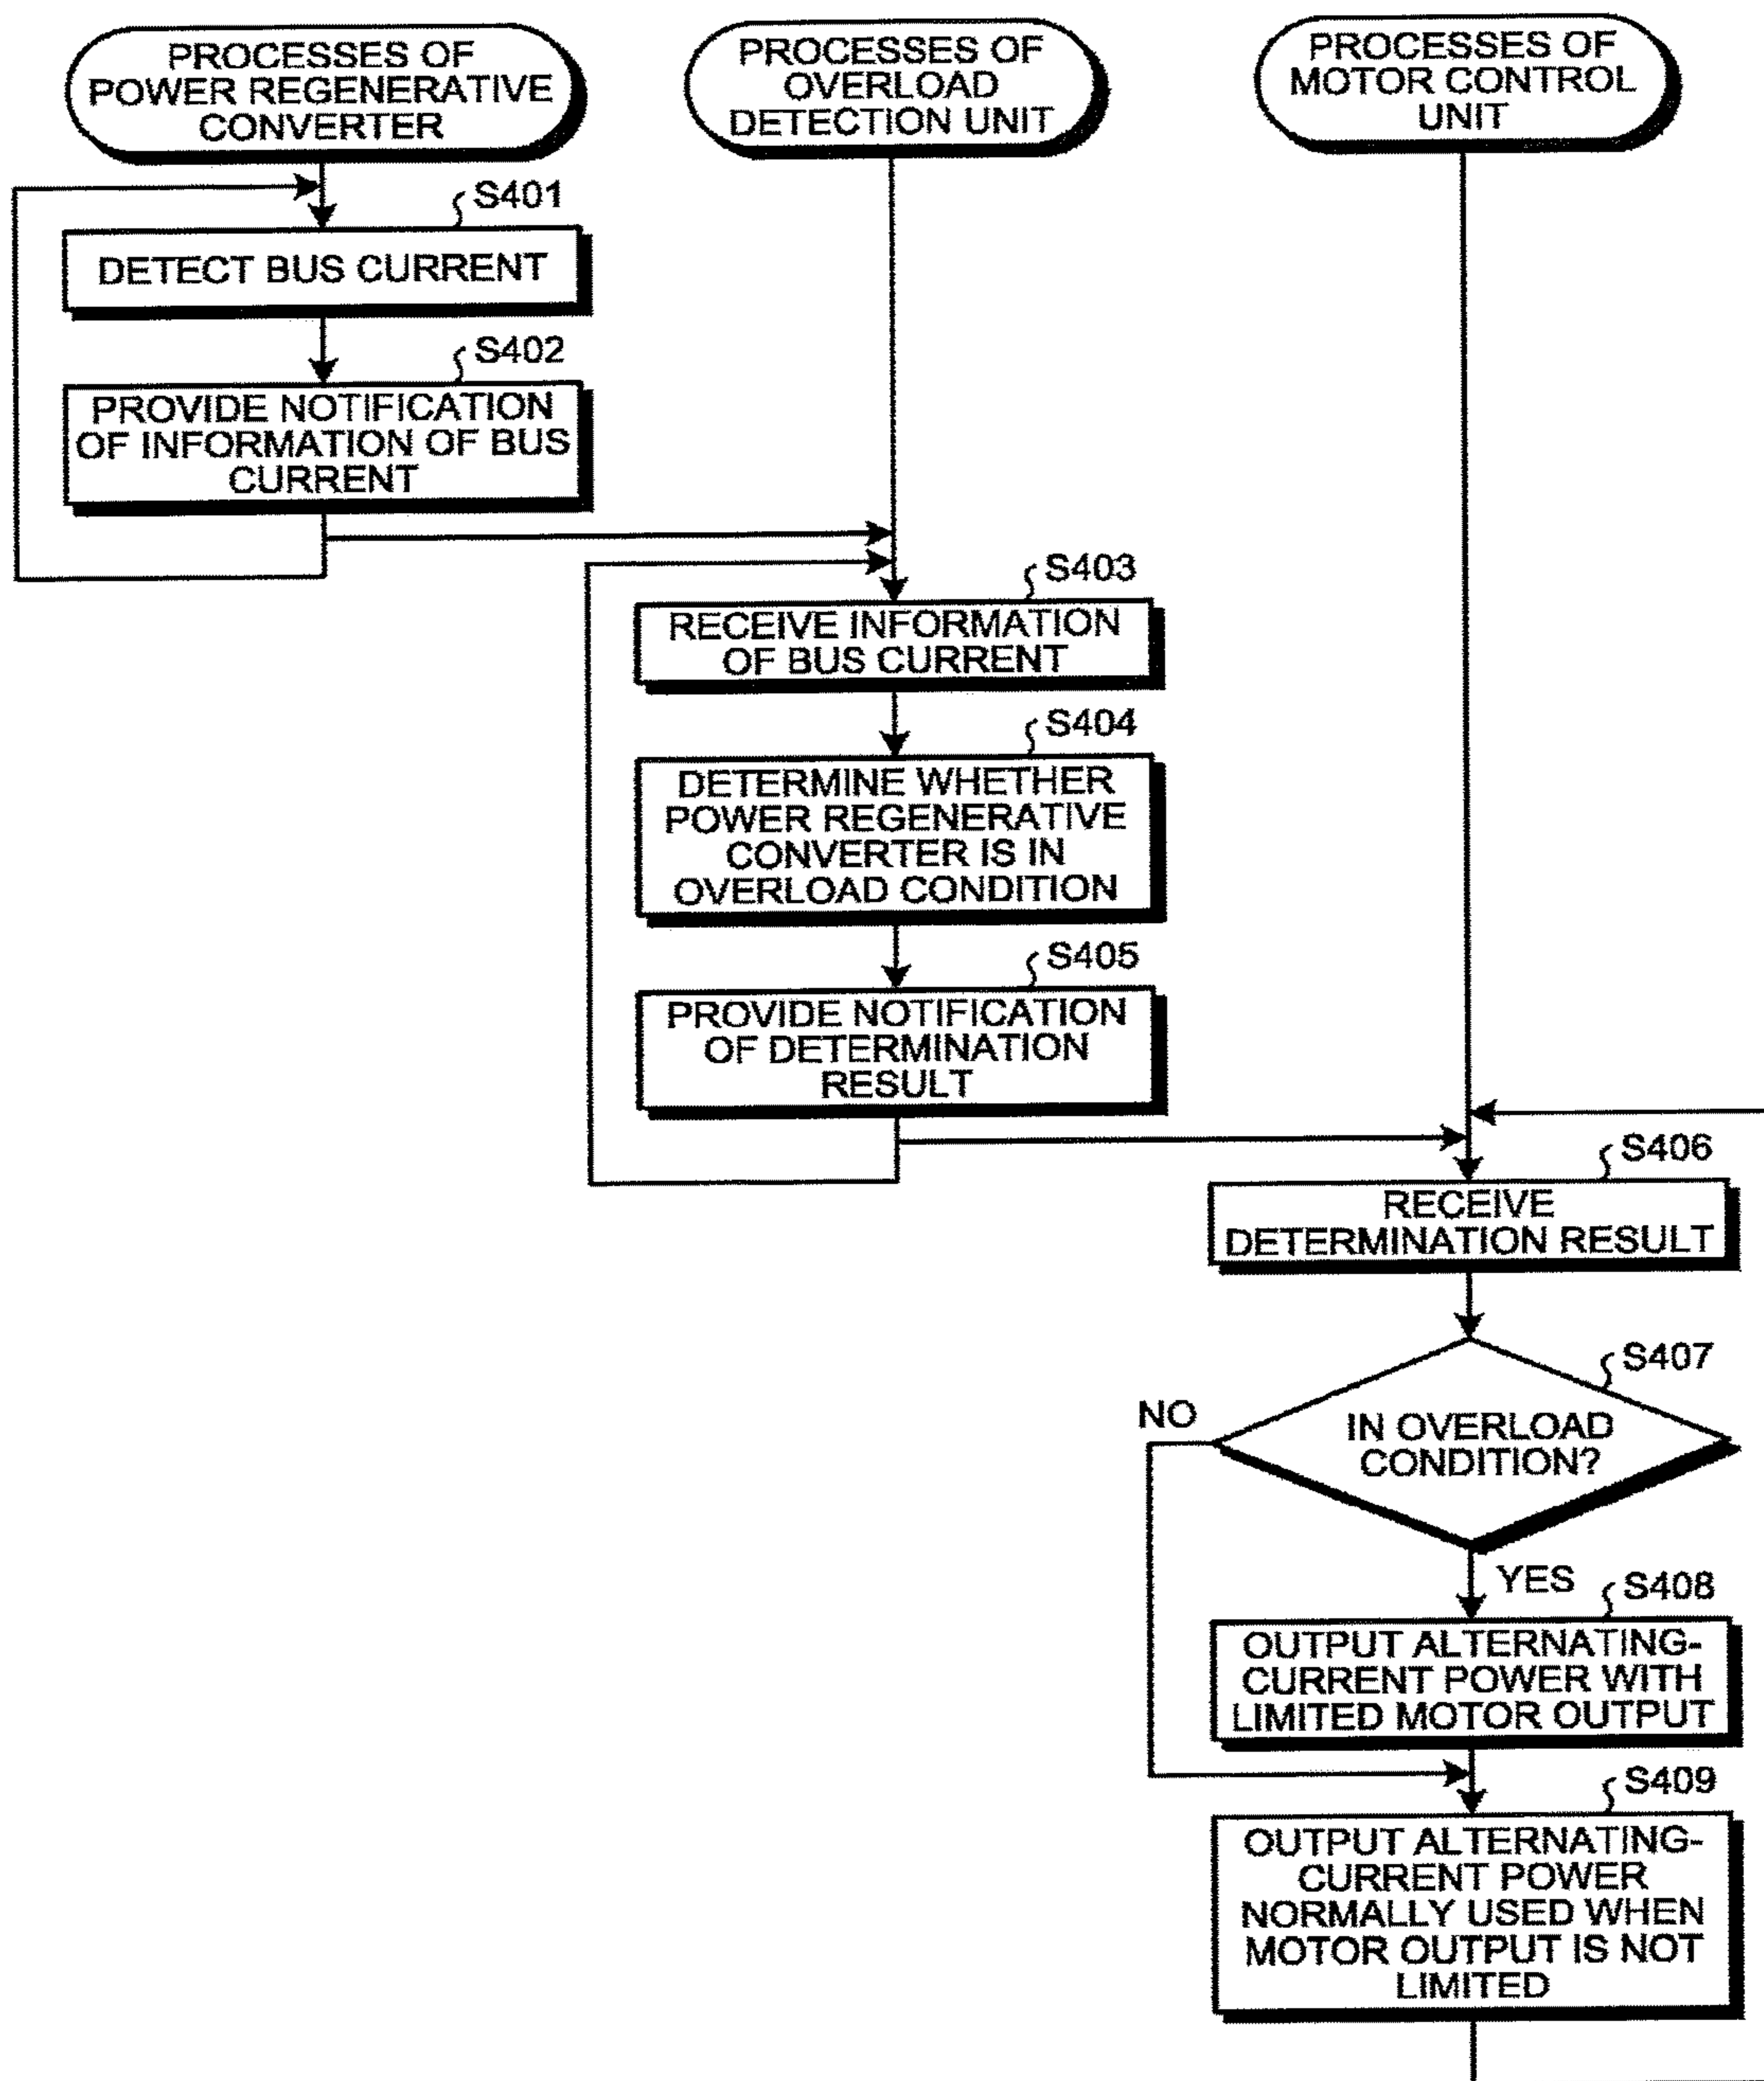 PROCESSES OF
POWER REGENERATIVE
CONVERTER
PROCESSES OF
OVERLOAD
DETECTION UNIT
PROCESSES OF
MOTOR CONTROL
UNIT
S401
DETECT BUS CURRENT
S402
PROVIDE NOTIFICATION
OF INFORMATION OF BUS
CURRENT
S403
RECEIVE INFORMATION
OF BUS CURRENT
S404
DETERMINE WHETHER
POWER REGENERATIVE
CONVERTER IS IN
OVERLOAD CONDITION
S405
PROVIDE NOTIFICATION
OF DETERMINATION
RESULT
S406
RECEIVE
DETERMINATION RESULT
S407
NO
IN OVERLOAD
CONDITION?
YES
S408
OUTPUT ALTERNATING-
CURRENT POWER WITH
LIMITED MOTOR OUTPUT
S409
OUTPUT ALTERNATING-
CURRENT POWER
NORMALLY USED WHEN
MOTOR OUTPUT IS NOT
LIMITED